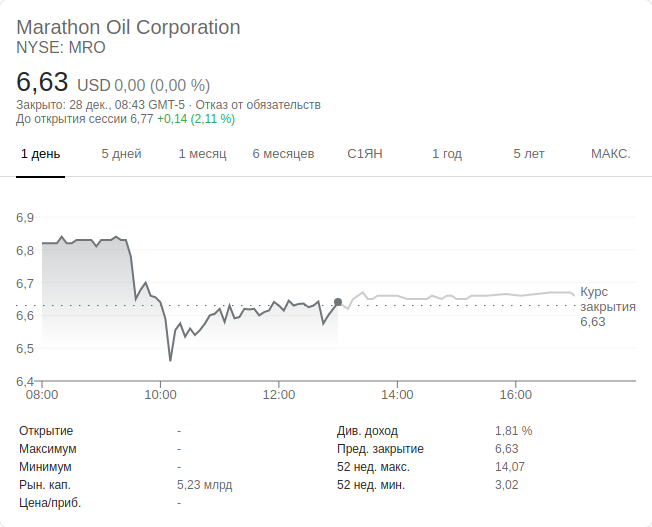 Marathon Oil Corporation
NYSE: MRO
6,63 USD 0,00 (0,00 %)
Закрыто: 28 дек., 08:43 GMT-5 · Отказ от обязательств
До открытия сессии 6,77 +0,14 (2,11 %)
1 день 5 дней 1 месяц 6 месяцев С1ЯН 1 год 5 лет МАКС.
6,9
6,8
6,7
6,6
6,5
6,4
Курс
закрытия
6,63
08:00 10:00 12:00 14:00 16:00
Открытие - Див. доход 1,81 %
Максимум - Пред. закрытие 6,63
Минимум - 52 нед. макс. 14,07
Рын. кап. 5,23 млрд 52 нед. мин. 3,02
Цена/приб. -